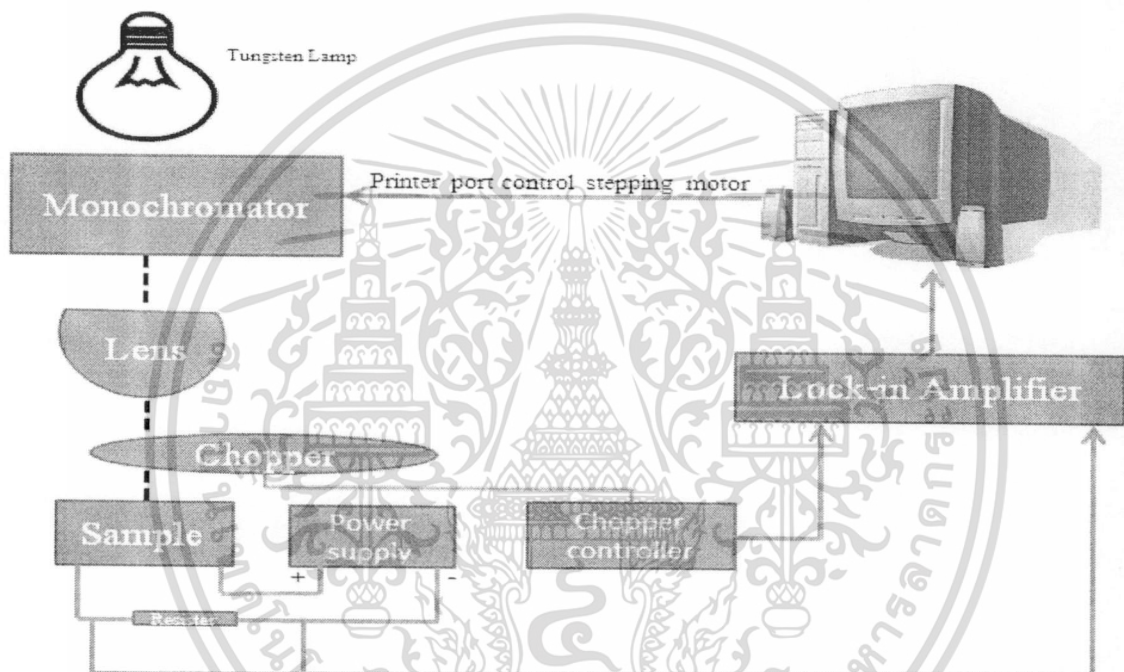 Tungsten Lamp
Monochromator
Printer port control stepping motor
Lens
Lock-in Amplifier
Chopper
Sample
Power
supply
Chopper
controller
+
-
Resister